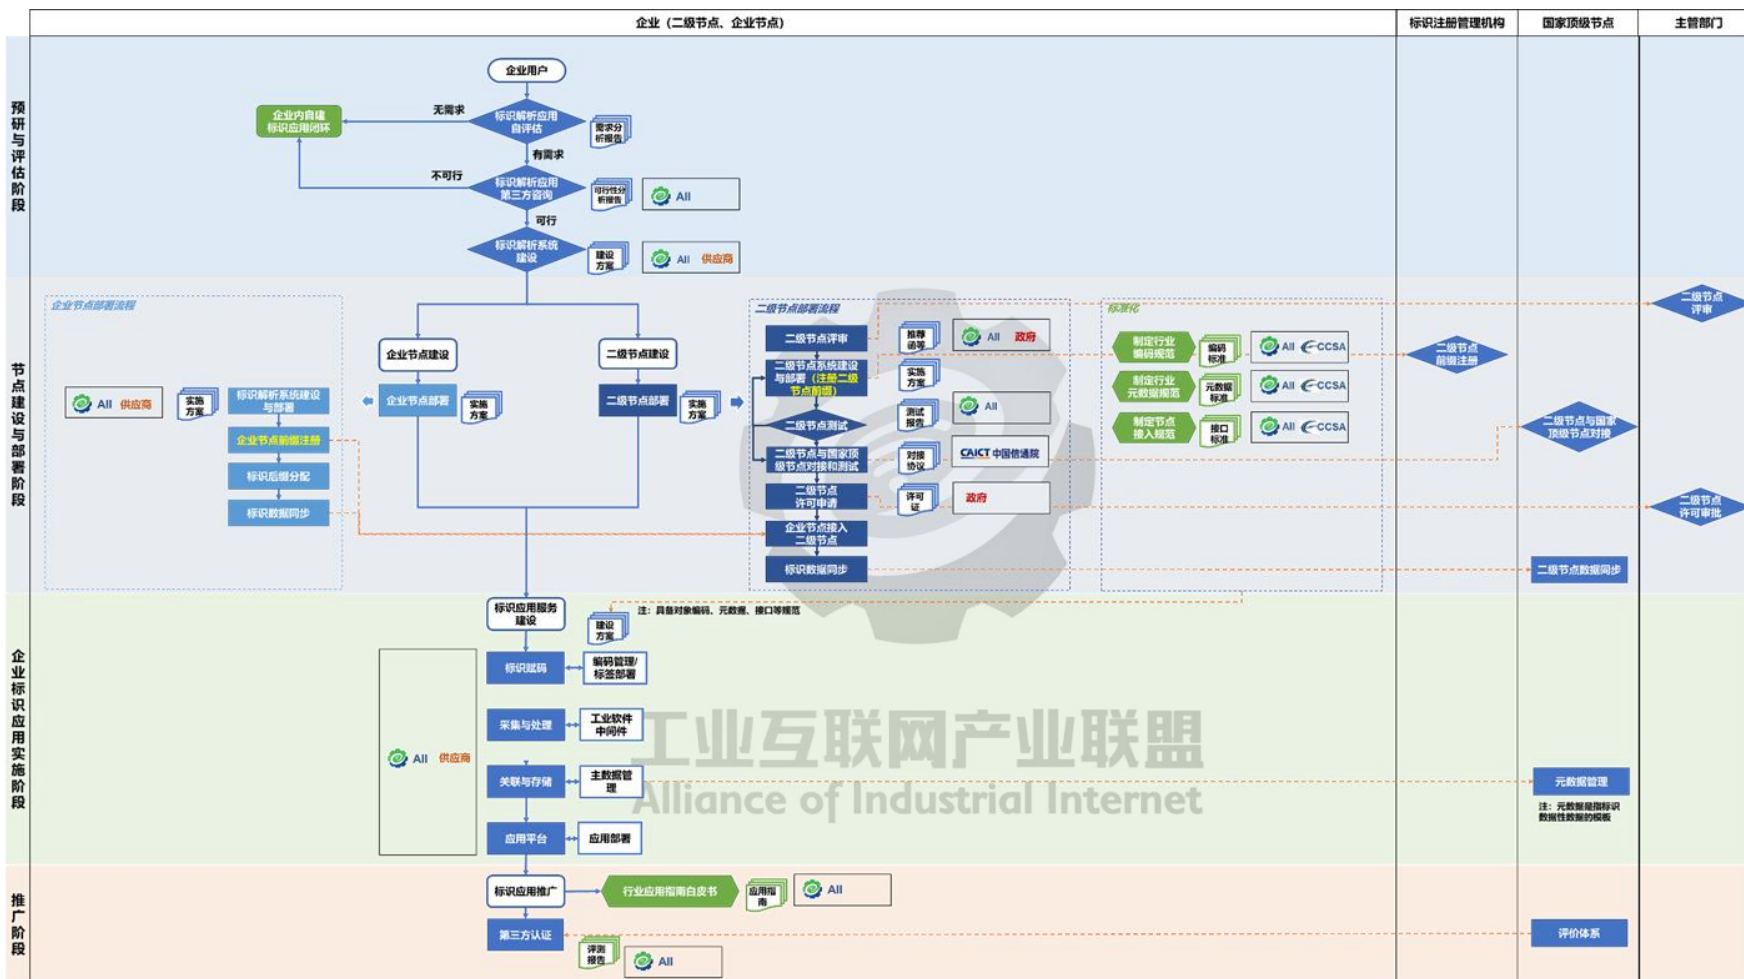 企业（二级节点、企业节点）
标识注册管理机构
国家顶级节点
主管部门
预研与评估阶段
企业用户
无需求
企业内自建
标识应用闭环
标识解析应用
自评估
需求分
析报告
有需求
不可行
标识解析应用
第三方咨询
可行性分
析报告
AII
可行
标识解析系统
建设
建设
方案
AII 供应商
节点建设与部署阶段
企业节点部署流程
AII 供应商
实施
方案
标识解析系统建设
与部署
企业节点前缀注册
标识后缀分配
标识数据同步
企业节点建设
企业节点部署
实施
方案
二级节点建设
二级节点部署
实施
方案
二级节点部署流程
二级节点评审
推荐
函等
AII 政府
二级节点系统建设
与部署（注册二级
节点前缀）
实施
方案
二级节点测试
测试
报告
AII
二级节点与国家顶
级节点对接和测试
对接
协议
CAICT 中国信通院
二级节点
许可申请
许可
证
政府
企业节点接入
二级节点
标识数据同步
标准化
制定行业
编码规范
编码
标准
AII CCSA
制定行业
元数据规范
元数据
标准
AII CCSA
制定节点
接入规范
接口
标准
AII CCSA
二级节点
前缀注册
二级节点与国家
顶级节点对接
二级节点数据同步
二级节点
评审
二级节点
许可审批
企业标识应用实施阶段
标识应用服务
建设
建设
方案
注：具备对象编码、元数据、接口等规范
标识赋码
编码管理/
标签部署
采集与处理
工业软件
中间件
AII 供应商
关联与存储
主数据管
理
应用平台
应用部署
元数据管理
注：元数据是指标识
数据性数据的模板
工业互联网产业联盟
Alliance of Industrial Internet
推广阶段
标识应用推广
行业应用指南白皮书
应用指
南
AII
第三方认证
评测
报告
AII
评价体系